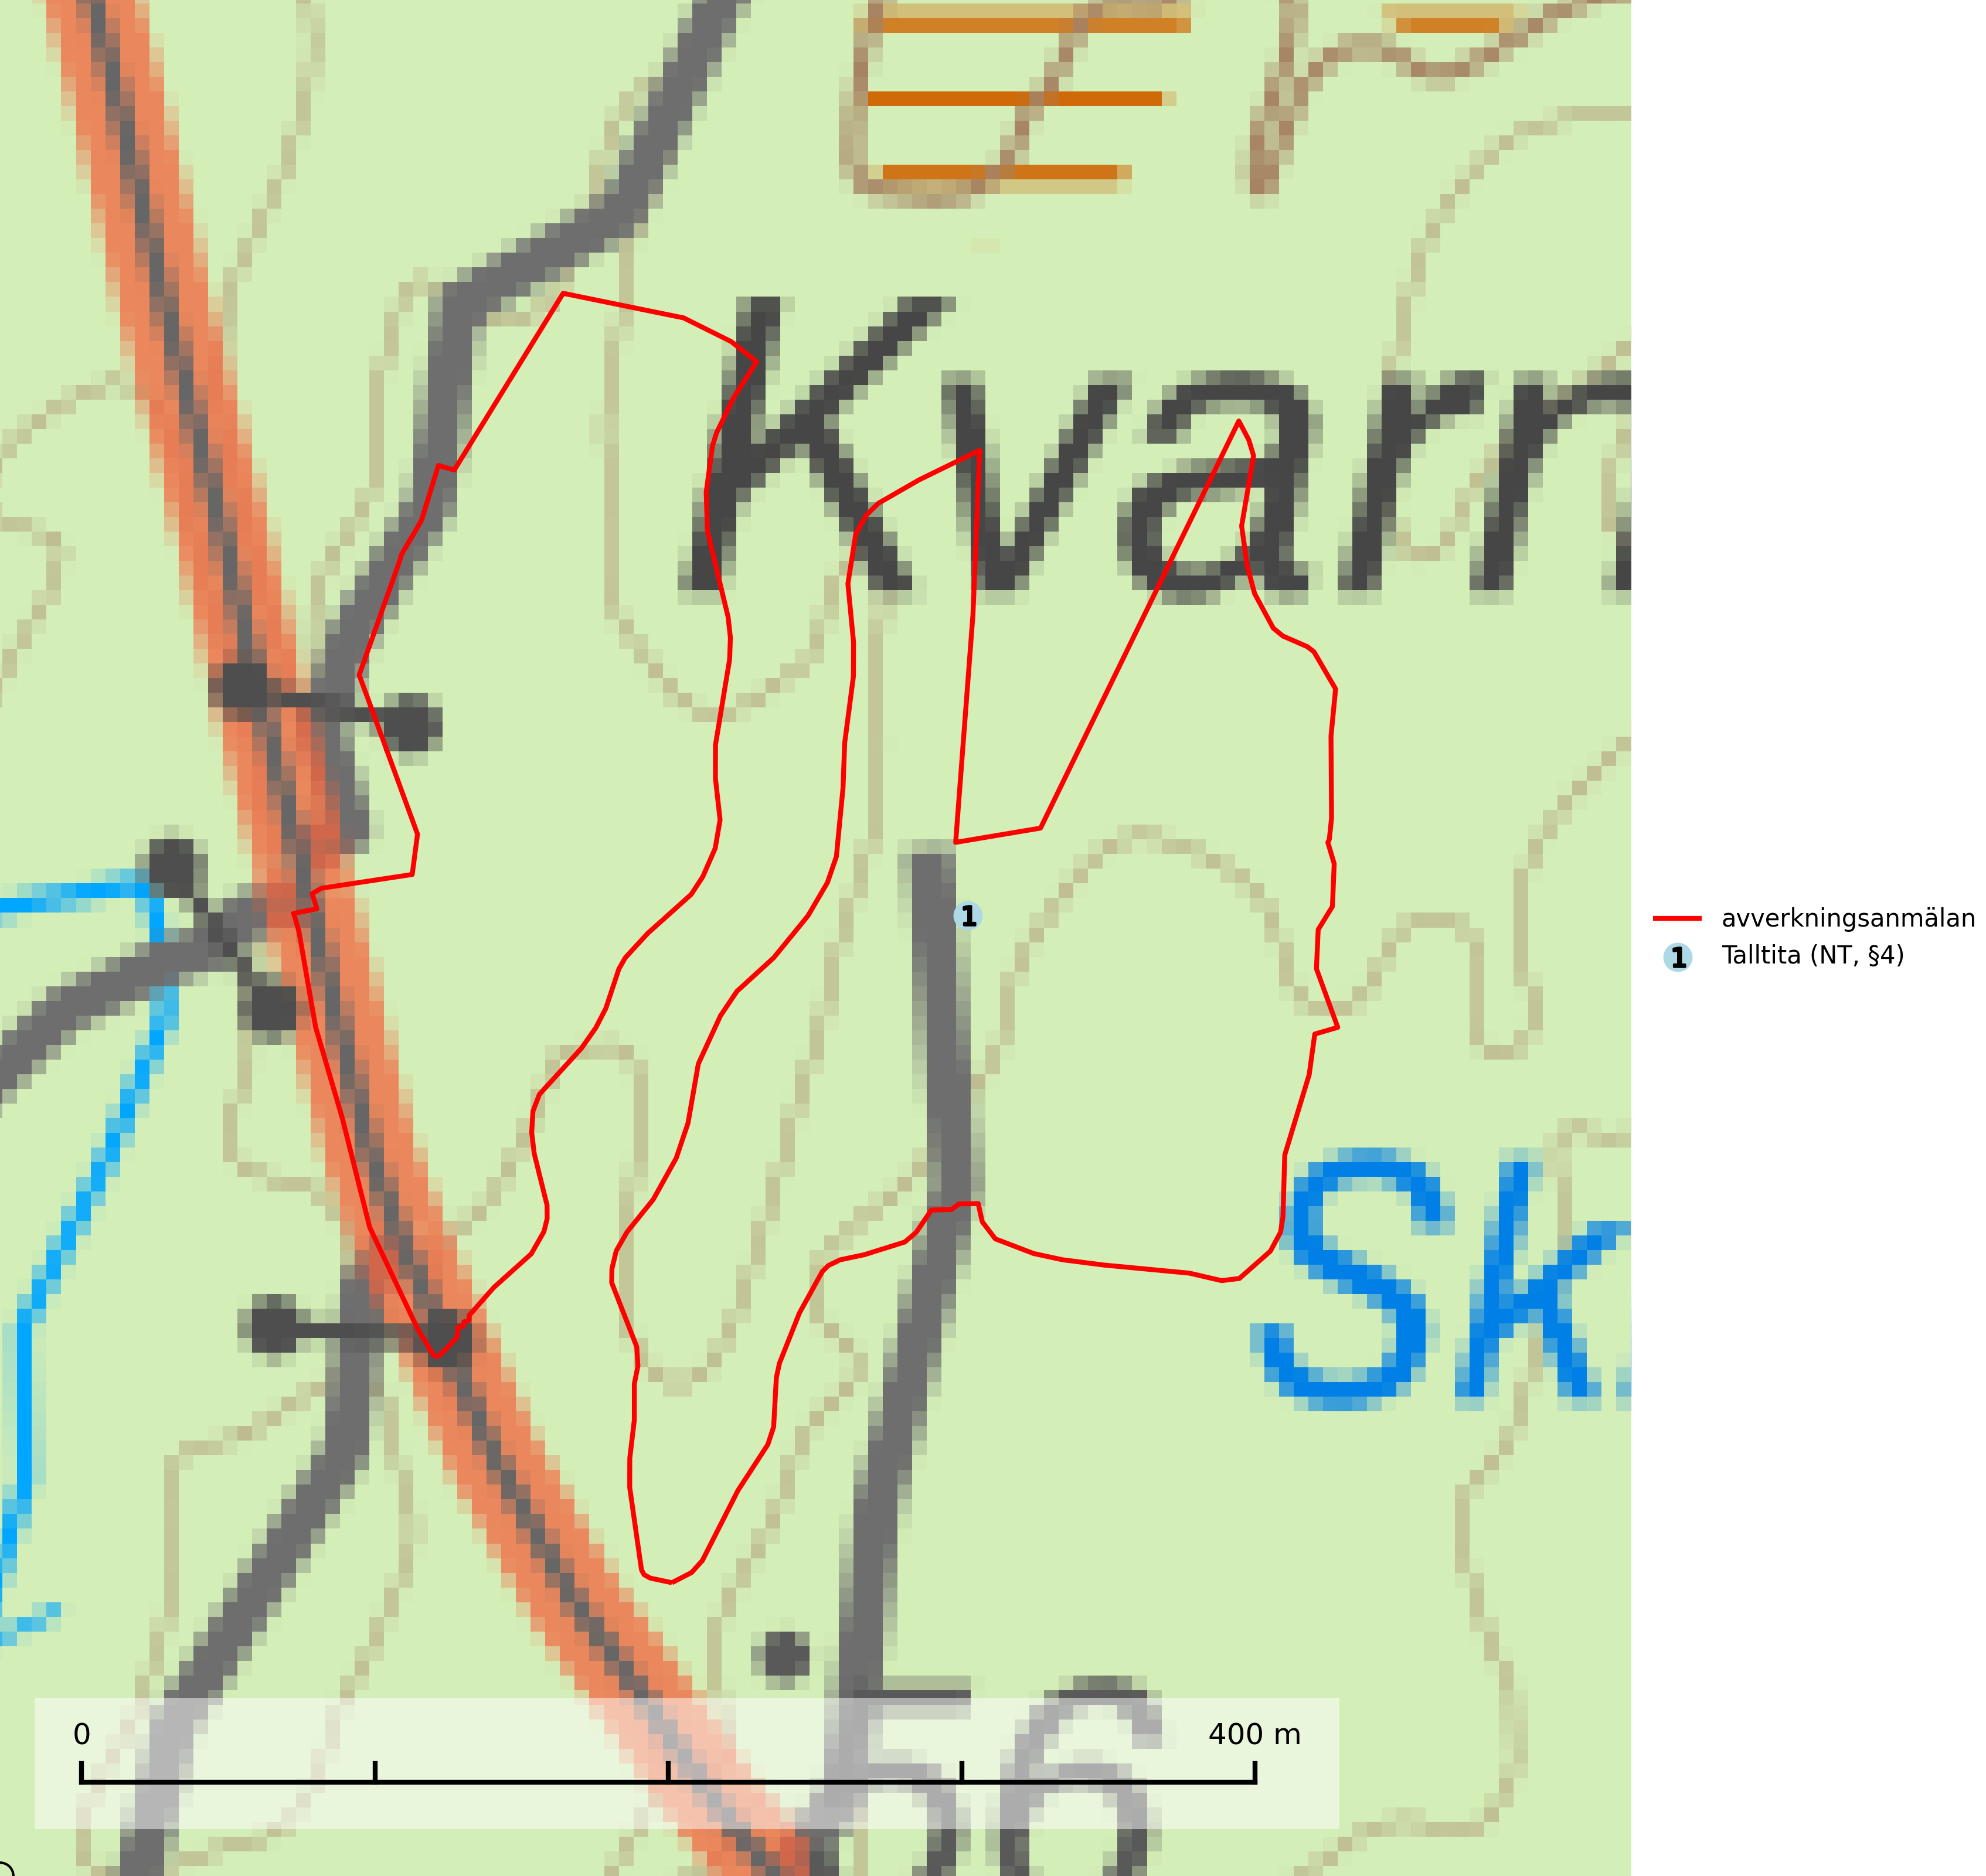 Kvarn
1
avverkningsanmälan
1 Talltita (NT, §4)
Sk
0 400 m
56